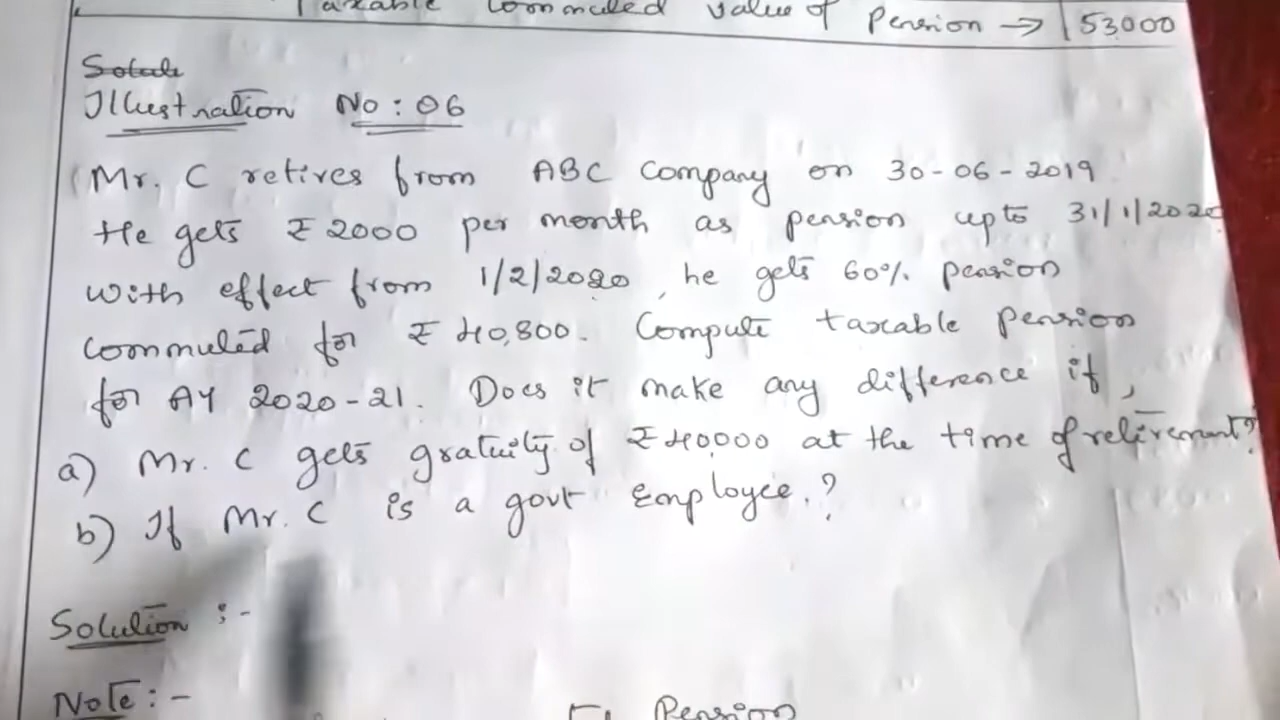 Taxable Commuted value of Pension → 53000
Solute
Illustration No : 06
Mr. C retires from ABC Company on 30-06-2019
He gets ₹ 2000 per month as pension upto 31/1/2020
With effect from 1/2/2020, he gets 60% pension
Commuted for ₹ 40,800. Compute taxable pension
for AY 2020-21. Does it make any difference if,
a) Mr. C gets gratuity of ₹ 40,000 at the time of retirement?
b) If Mr. C is a govt Employee.?
Solution :-
Note :-
Pension